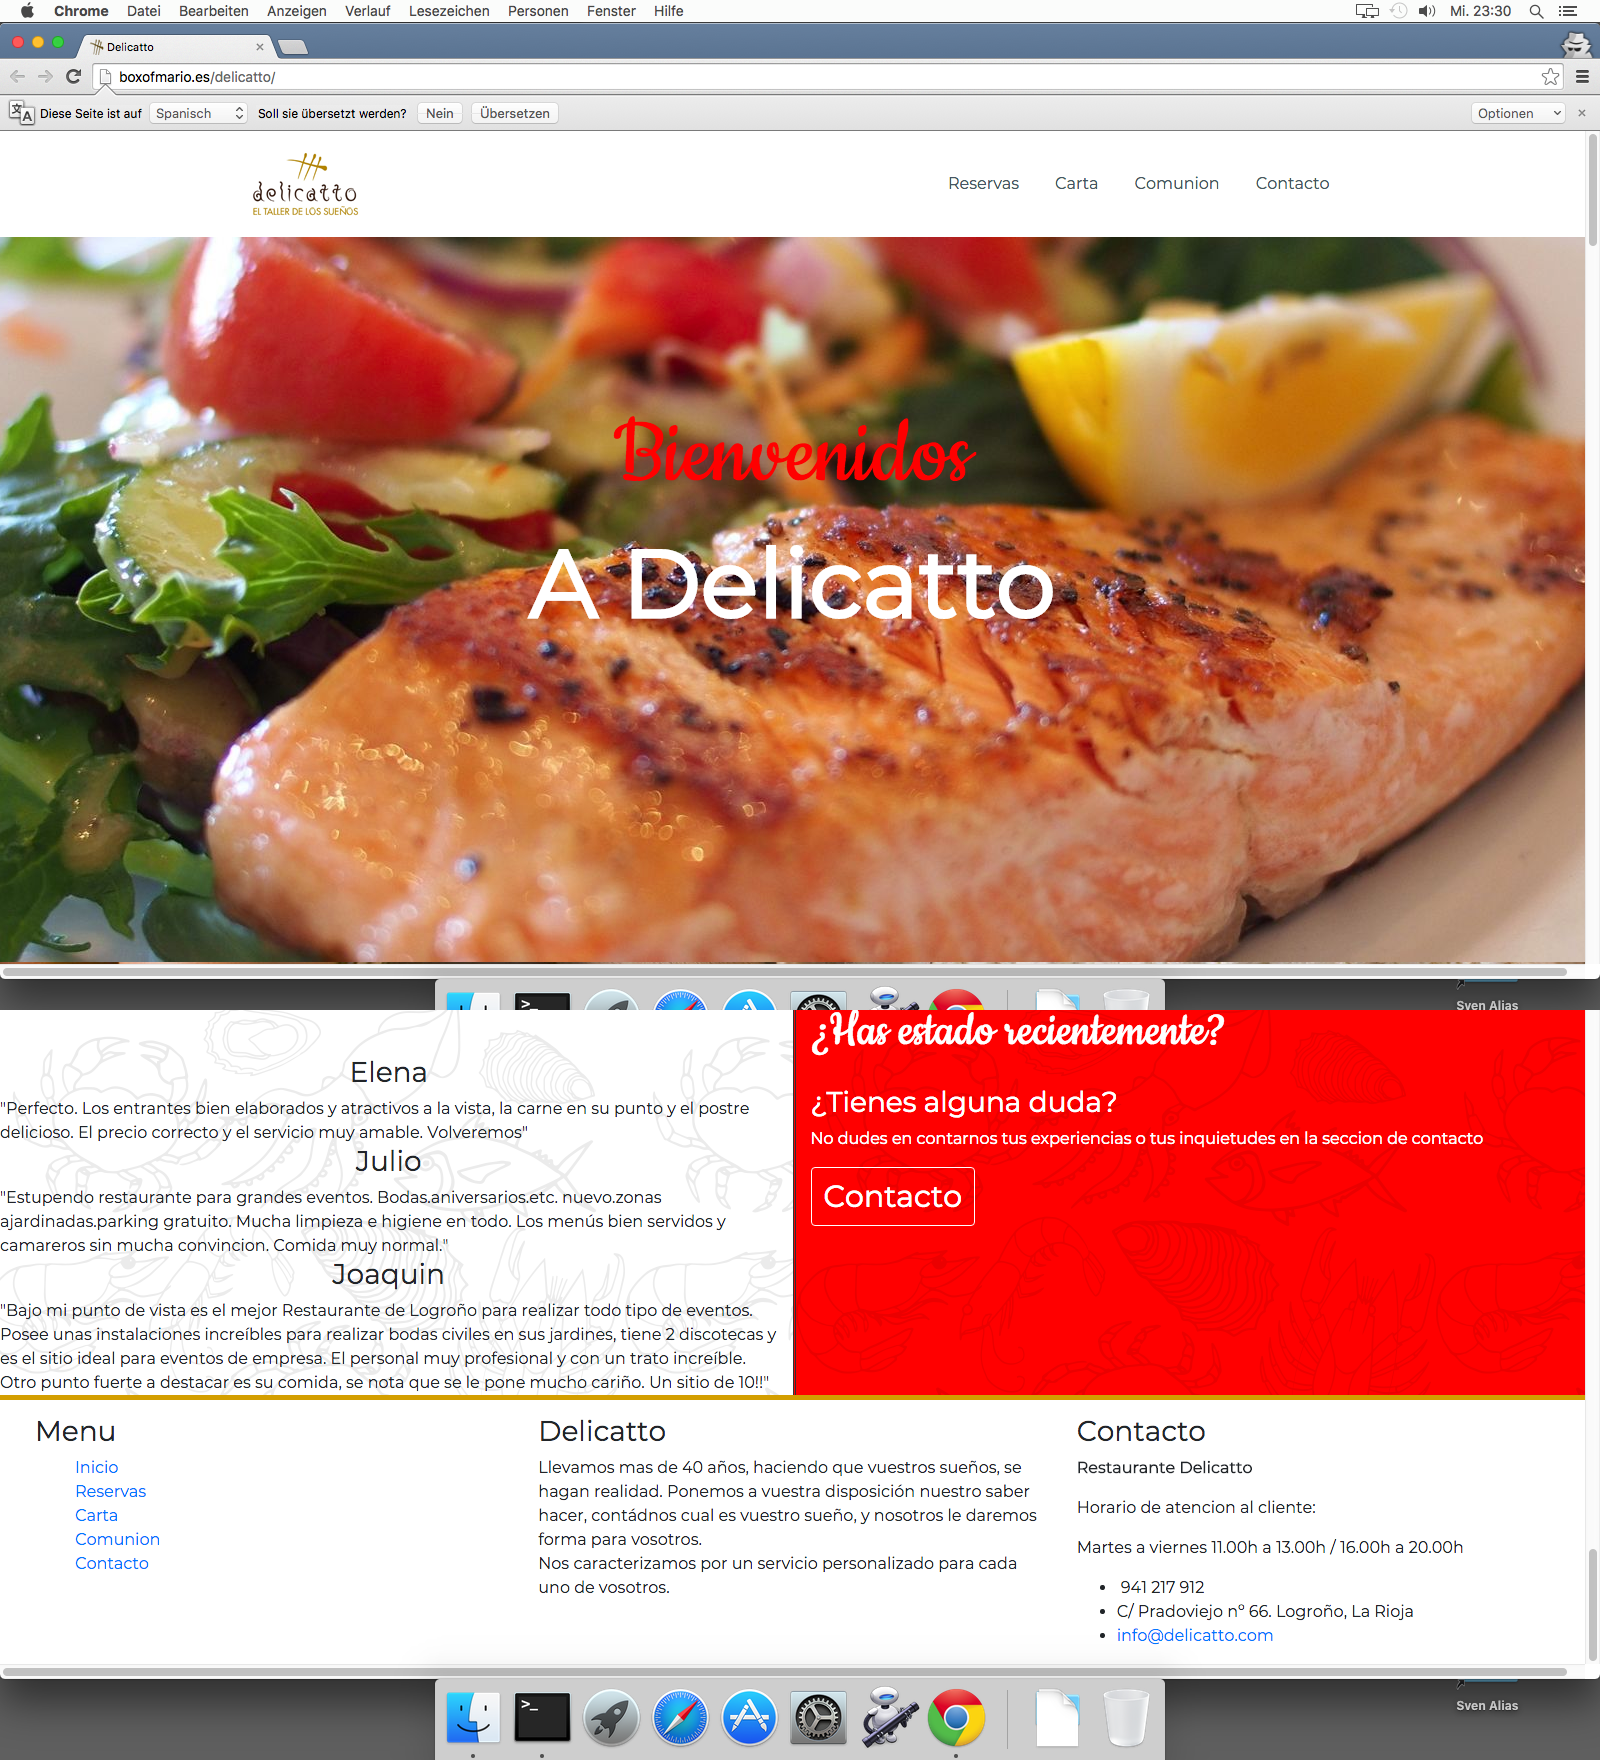 Chrome Datei Bearbeiten Anzeigen Verlauf Lesezeichen Personen Fenster Hilfe Mi. 23:30
Delicatto
boxofmario.es/delicatto/
Diese Seite ist auf Spanisch Soll sie übersetzt werden? Nein Übersetzen Optionen
delicatto
EL TALLER DE LOS SUEÑOS
Reservas Carta Comunion Contacto
Bienvenidos
A Delicatto
Sven Alias
Elena
"Perfecto. Los entrantes bien elaborados y atractivos a la vista, la carne en su punto y el postre
delicioso. El precio correcto y el servicio muy amable. Volveremos"
Julio
"Estupendo restaurante para grandes eventos. Bodas.aniversarios.etc. nuevo.zonas
ajardinadas.parking gratuito. Mucha limpieza e higiene en todo. Los menús bien servidos y
camareros sin mucha convincion. Comida muy normal."
Joaquin
"Bajo mi punto de vista es el mejor Restaurante de Logroño para realizar todo tipo de eventos.
Posee unas instalaciones increíbles para realizar bodas civiles en sus jardines, tiene 2 discotecas y
es el sitio ideal para eventos de empresa. El personal muy profesional y con un trato increíble.
Otro punto fuerte a destacar es su comida, se nota que se le pone mucho cariño. Un sitio de 10!!"
¿Has estado recientemente?
¿Tienes alguna duda?
No dudes en contarnos tus experiencias o tus inquietudes en la seccion de contacto
Contacto
Menu
Inicio
Reservas
Carta
Comunion
Contacto
Delicatto
Llevamos mas de 40 años, haciendo que vuestros sueños, se
hagan realidad. Ponemos a vuestra disposición nuestro saber
hacer, contádnos cual es vuestro sueño, y nosotros le daremos
forma para vosotros.
Nos caracterizamos por un servicio personalizado para cada
uno de vosotros.
Contacto
Restaurante Delicatto
Horario de atencion al cliente:
Martes a viernes 11.00h a 13.00h / 16.00h a 20.00h
941 217 912
C/ Pradoviejo nº 66. Logroño, La Rioja
info@delicatto.com
Sven Alias